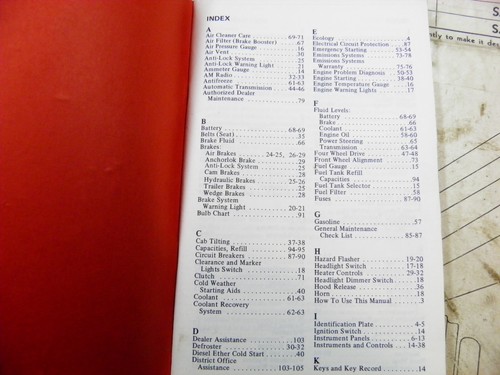 INDEX
A
Air Cleaner Care 69-71
Air Filter (Brake Booster) .67
Air Pressure Gauge .16
Air Vent .30
Anti-Lock System .25
Anti-Lock Warning Light .21
Ammeter Gauge .14
AM Radio 32-33
Antifreeze 61-63
Automatic Transmission 44-46
Authorized Dealer
Maintenance .79
B
Battery 68-69
Belts (Seat) .35
Brake Fluid .66
Brakes:
Air Brakes 24-25, 26-29
Anchorlok Brake .29
Anti-Lock System .25
Cam Brakes .28
Hydraulic Brakes 25-26
Trailer Brakes .25
Wedge Brakes .28
Brake System
Warning Light 20-21
Bulb Chart .91
C
Cab Tilting 37-38
Capacities, Refill 94-95
Circuit Breakers 87-90
Clearance and Marker
Lights Switch .18
Clutch .71
Cold Weather
Starting Aids .40
Coolant 61-63
Coolant Recovery
System 62-63
D
Dealer Assistance 103
Defroster 30-32
Diesel Ether Cold Start .40
District Office
Assistance 103-105
E
Ecology .4
Electrical Circuit Protection .87
Emergency Starting 53-54
Emissions Systems 73-78
Emissions Systems
Warranty 75-76
Engine Problem Diagnosis 50-53
Engine Starting 38-40
Engine Temperature Gauge .16
Engine Warning Lights .17
F
Fluid Levels:
Battery 68-69
Brake .66
Coolant 61-63
Engine Oil 58-60
Power Steering .65
Transmission 63-64
Four Wheel Drive 47-48
Front Wheel Alignment .73
Fuel Gauge .15
Fuel Tank Refill
Capacities .94
Fuel Tank Selector .15
Fuel Filter .58
Fuses 87-90
G
Gasoline .57
General Maintenance
Check List 85-87
H
Hazard Flasher 19-20
Headlight Switch 17-18
Heater Controls 29-32
Headlight Dimmer Switch .18
Hood Release .36
Horn .18
How To Use This Manual .3
I
Identification Plate 4-5
Ignition Switch .14
Instrument Panels 6-13
Instruments and Controls 14-38
K
Keys and Key Record .14